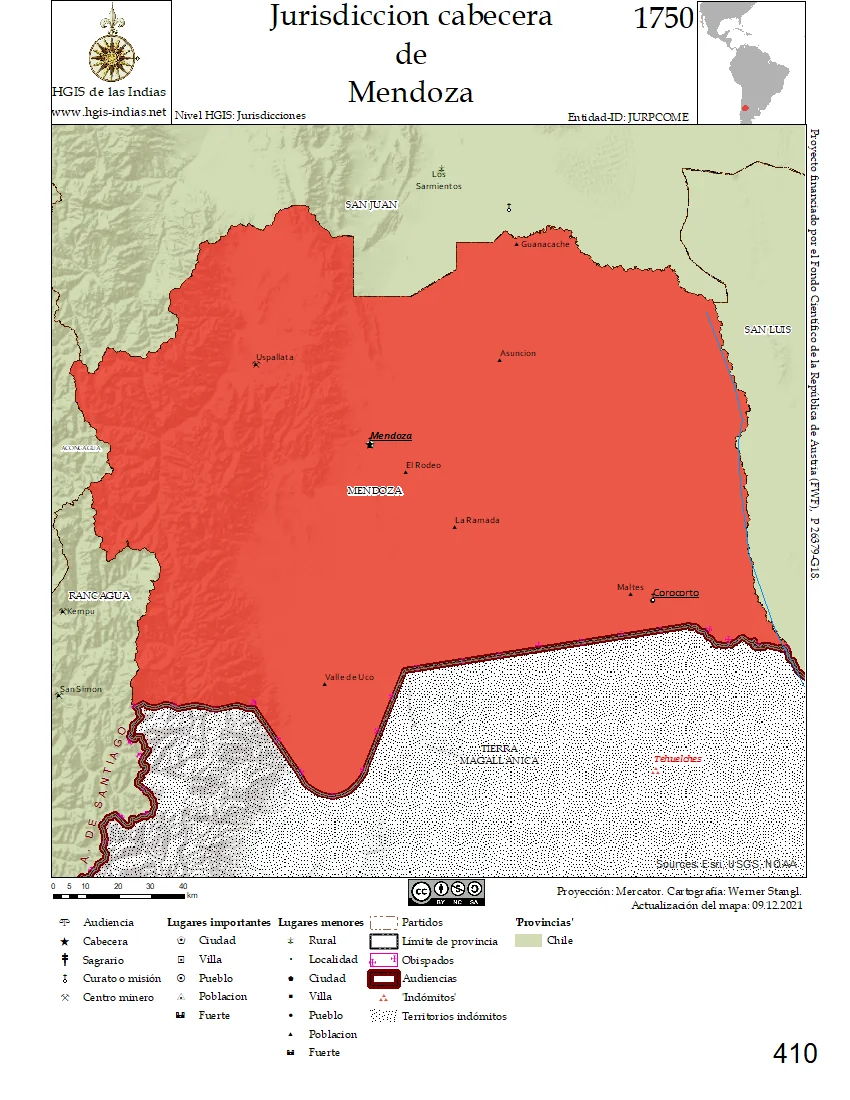 Jurisdiccion cabecera
de
Mendoza
1750
HGIS de las Indias
www.hgis-indias.net
Nivel HGIS: Jurisdicciones
Entidad-ID: JURPCOME
Proyecto financiado por el Fondo Científico de la República de Austria (FWF), P 26379-G18.
Los
Sarmientos
SAN JUAN
Guanacache
SAN LUIS
Uspallata
Asuncion
Mendoza
ACONCAGUA
El Rodeo
MENDOZA
La Ramada
Maltes
Corocorto
RANCAGUA
Kempu
Valle de Uco
San Simon
A. DE SANTIAGO
TIERRA
MAGALLANICA
Tehuelches
Sources: Esri, USGS, NOAA
0 5 10 20 30 40
km
CC BY NC SA
Proyección: Mercator. Cartografía: Werner Stangl.
Actualización del mapa: 09.12.2021
Audiencia
Cabecera
Sagrario
Curato o misión
Centro minero
Lugares importantes
Ciudad
Villa
Pueblo
Poblacion
Fuerte
Lugares menores
Rural
Localidad
Ciudad
Villa
Pueblo
Poblacion
Fuerte
Partidos
Límite de provincia
Obispados
Audiencias
'Indómitos'
Territorios indómitos
'Provincias'
Chile
410